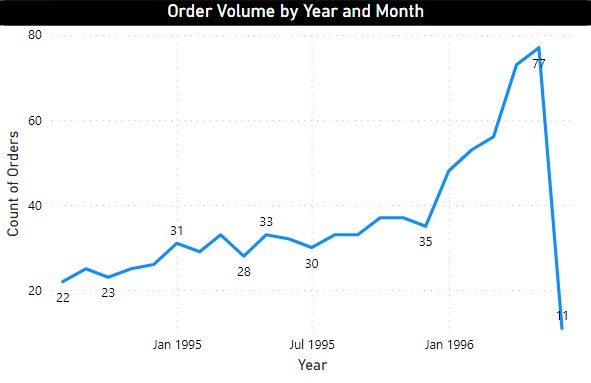 Order Volume by Year and Month
80
60
40
20
Count of Orders
22
23
31
28
33
30
35
77
11
Jan 1995
Jul 1995
Jan 1996
Year